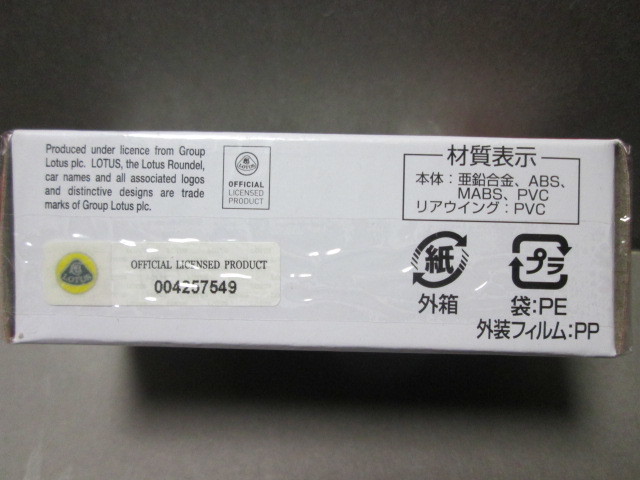 Produced under licence from Group
Lotus plc. LOTUS, the Lotus Roundel,
car names and all associated logos
and distinctive designs are trade
marks of Group Lotus plc.
OFFICIAL
LICENSED
PRODUCT
材質表示
本体：亜鉛合金、ABS、
MABS、PVC
リアウイング：PVC
LOTUS
OFFICIAL LICENSED PRODUCT
004257549
紙
外箱
プラ
袋:PE
外装フィルム:PP